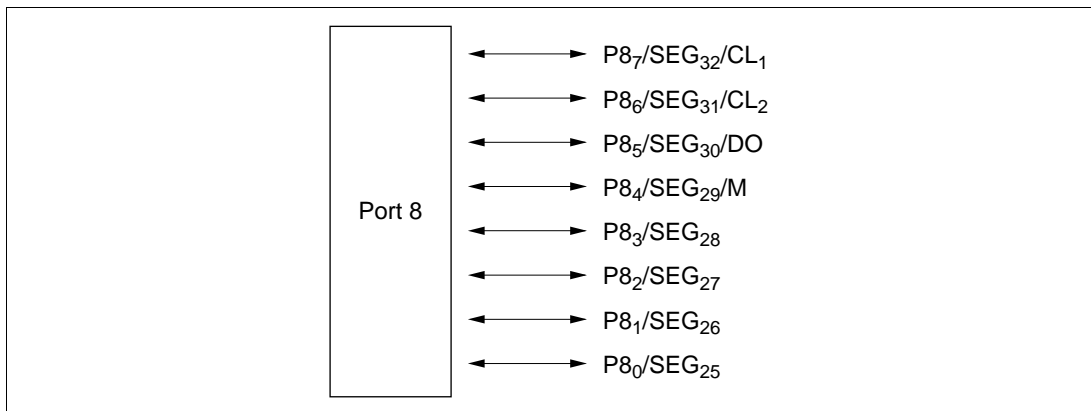 P8₇/SEG₃₂/CL₁
P8₆/SEG₃₁/CL₂
P8₅/SEG₃₀/DO
P8₄/SEG₂₉/M
Port 8
P8₃/SEG₂₈
P8₂/SEG₂₇
P8₁/SEG₂₆
P8₀/SEG₂₅